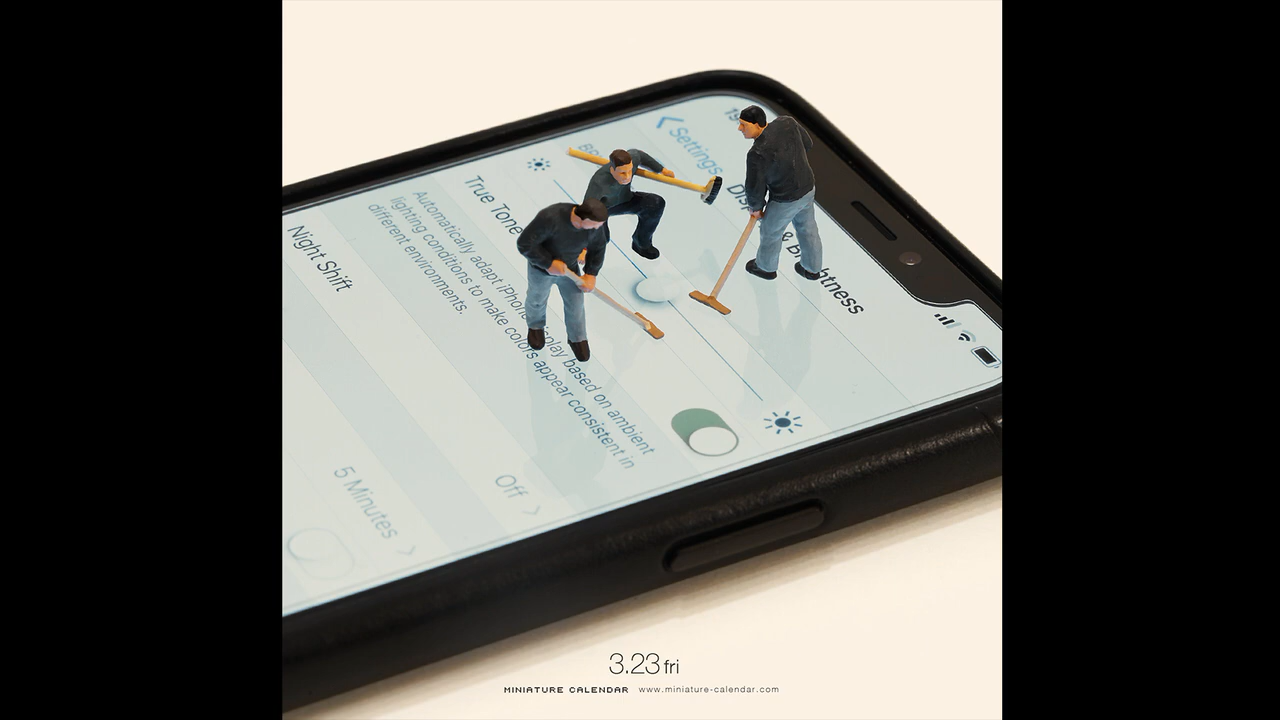 Settings
Display & Brightness
True Tone
Automatically adapt iPhone display based on ambient
lighting conditions to make colors appear consistent in
different environments.
Night Shift
Off
5 Minutes
3.23 fri
MINIATURE CALENDAR www.miniature-calendar.com